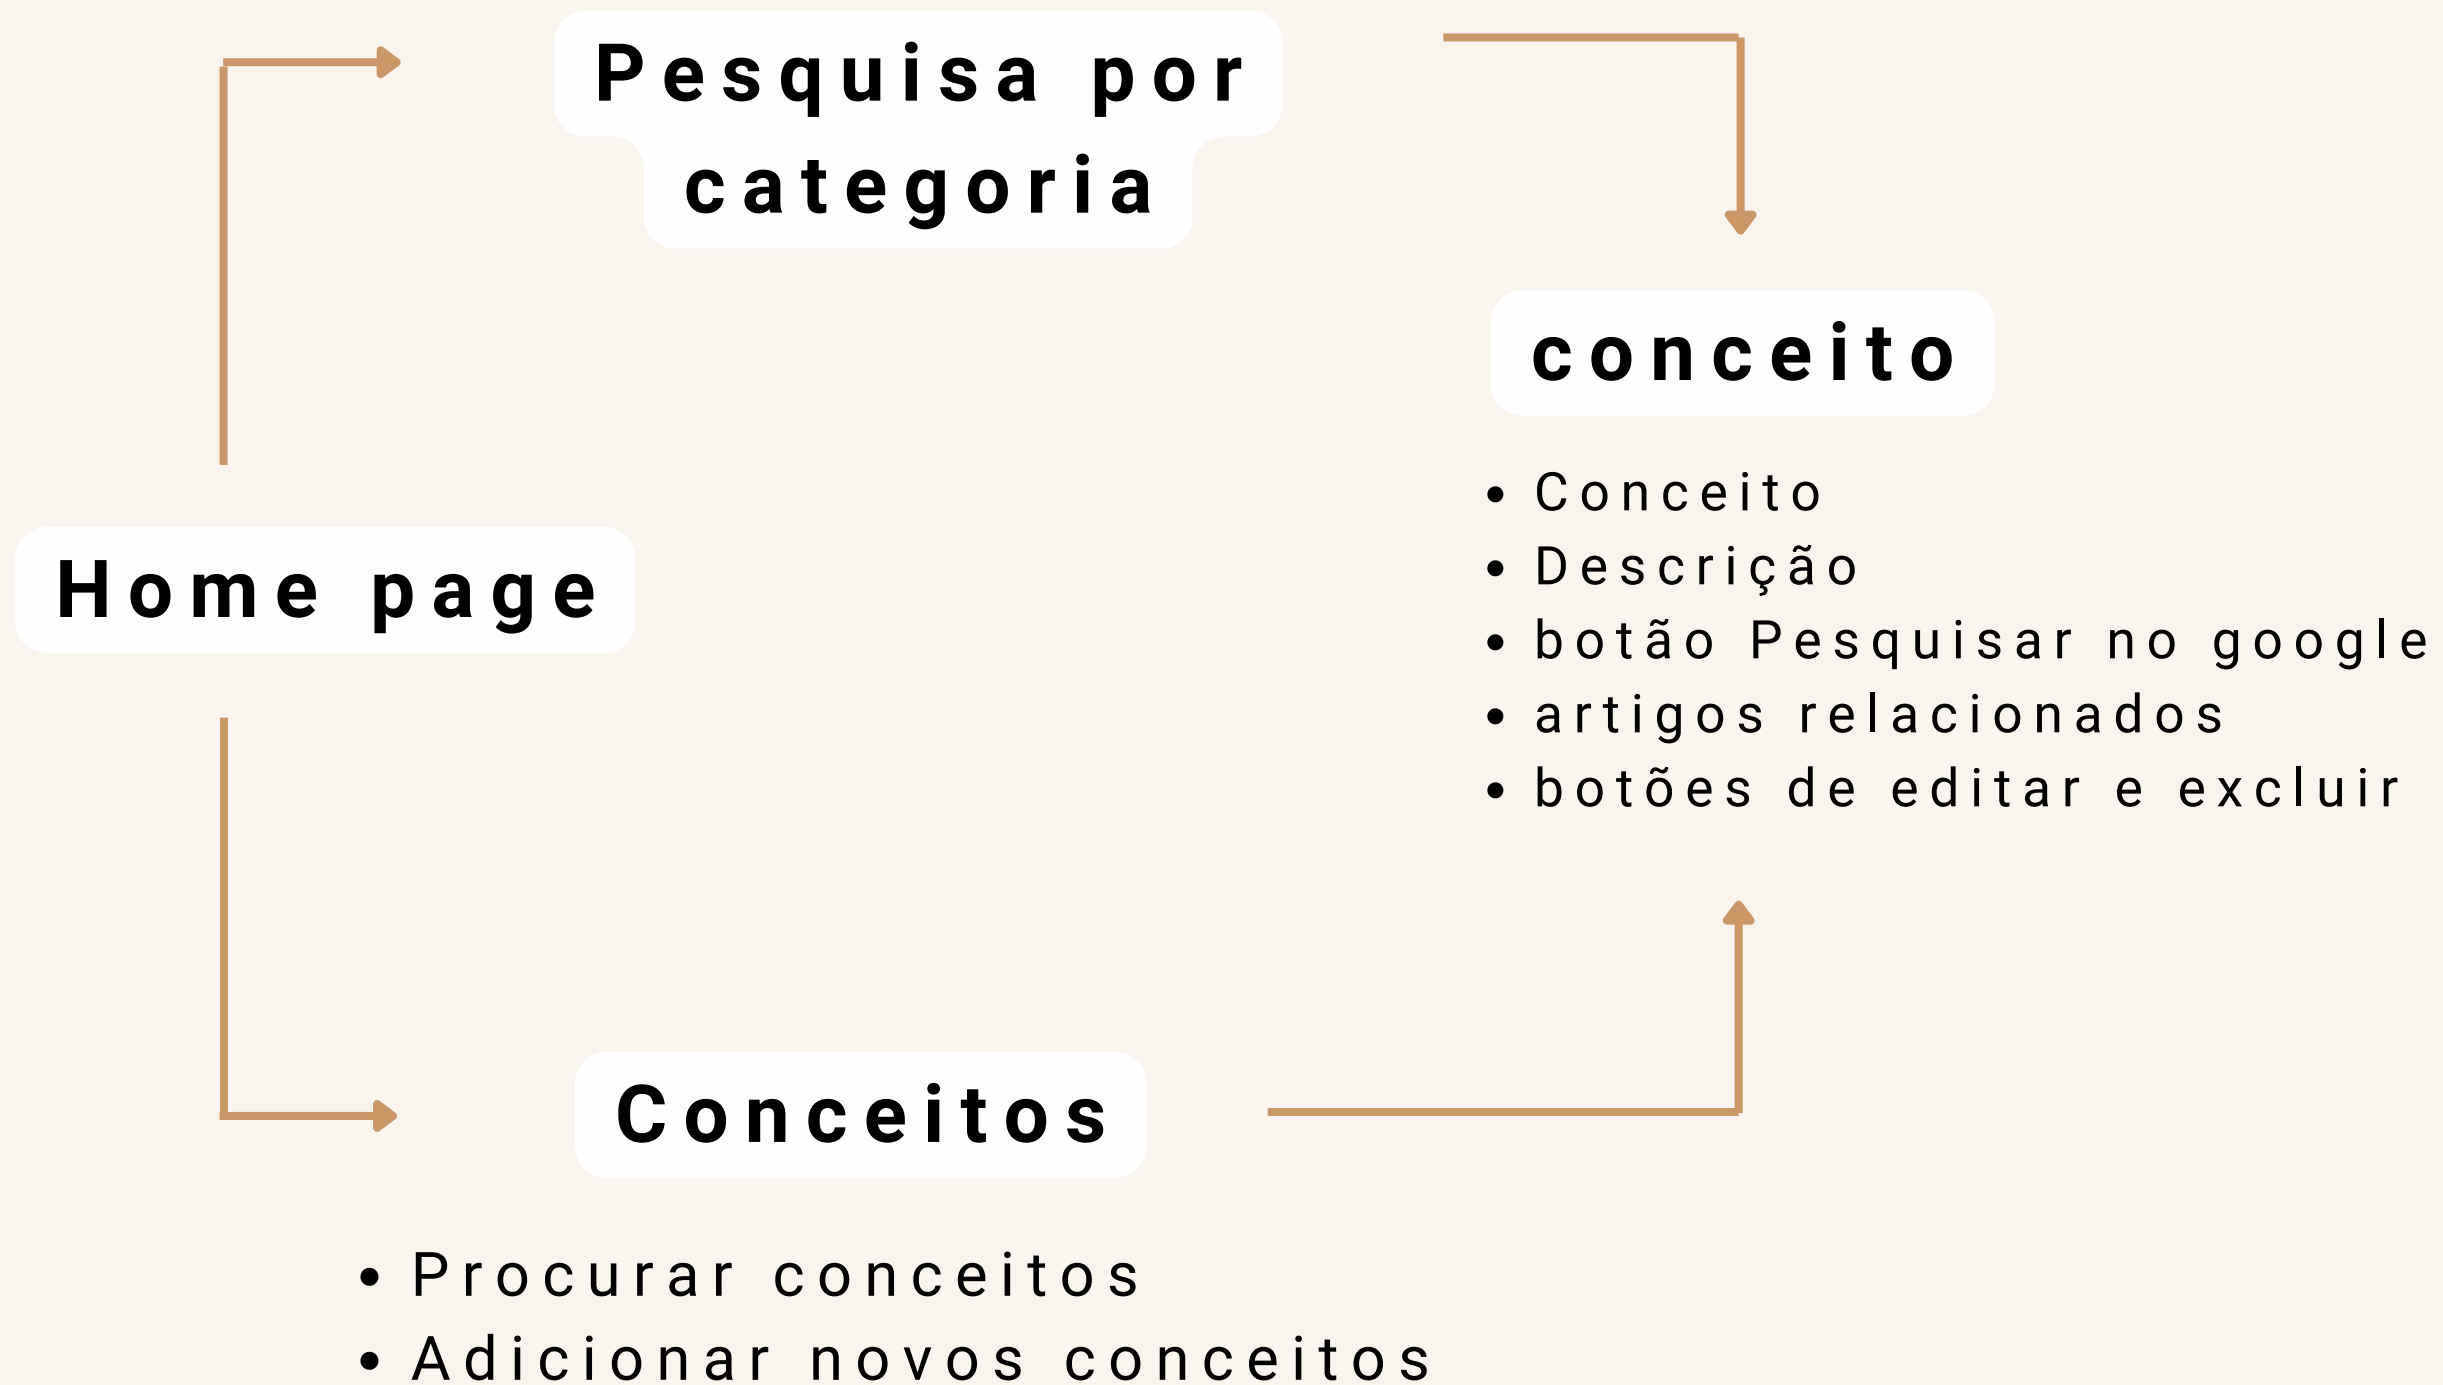 Pesquisa por
categoria
conceito
• Conceito
• Descrição
• botão Pesquisar no google
• artigos relacionados
• botões de editar e excluir
Home page
Conceitos
• Procurar conceitos
• Adicionar novos conceitos